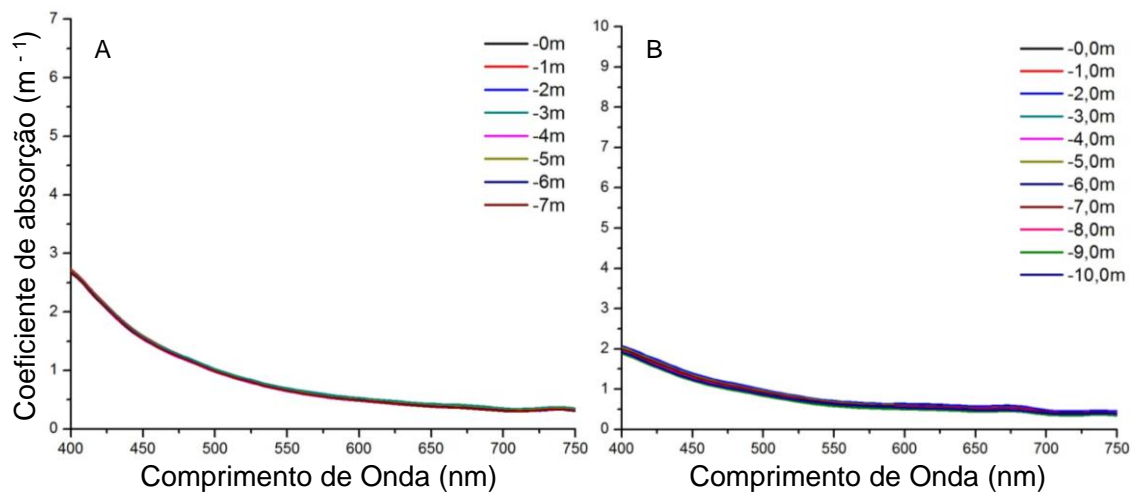 Coeficiente de absorção (m⁻¹)
A
7
6
5
4
3
2
1
0
-0m
-1m
-2m
-3m
-4m
-5m
-6m
-7m
400 450 500 550 600 650 700 750
Comprimento de Onda (nm)
B
10
9
8
7
6
5
4
3
2
1
0
-0,0m
-1,0m
-2,0m
-3,0m
-4,0m
-5,0m
-6,0m
-7,0m
-8,0m
-9,0m
-10,0m
400 450 500 550 600 650 700 750
Comprimento de Onda (nm)